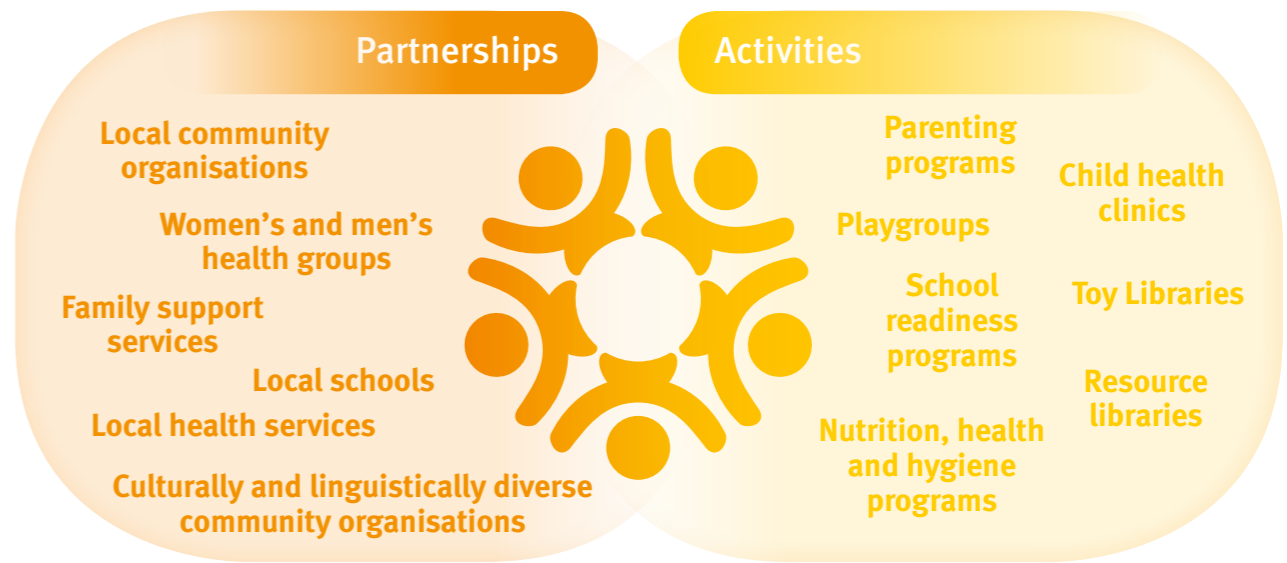 Partnerships
Local community
organisations
Women's and men's
health groups
Family support
services
Local schools
Local health services
Culturally and linguistically diverse
community organisations
Activities
Parenting
programs
Child health
clinics
Playgroups
School
readiness
programs
Toy Libraries
Resource
libraries
Nutrition, health
and hygiene
programs